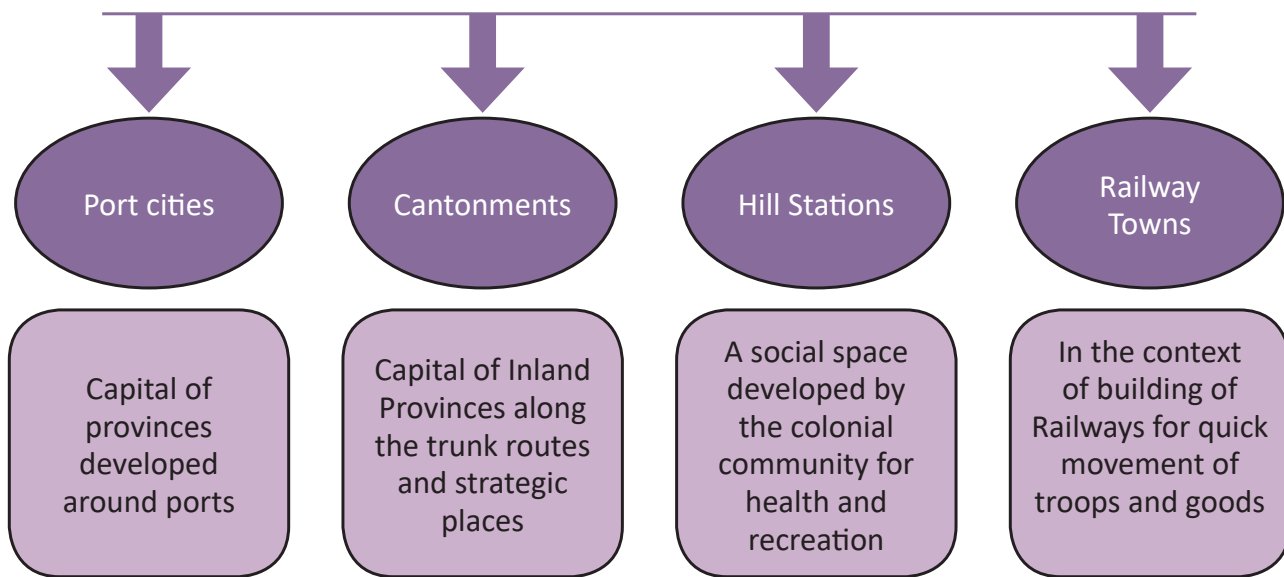 Port cities
Cantonments
Hill Stations
Railway
Towns
Capital of
provinces
developed
around ports
Capital of Inland
Provinces along
the trunk routes
and strategic
places
A social space
developed by
the colonial
community for
health and
recreation
In the context
of building of
Railways for quick
movement of
troops and goods